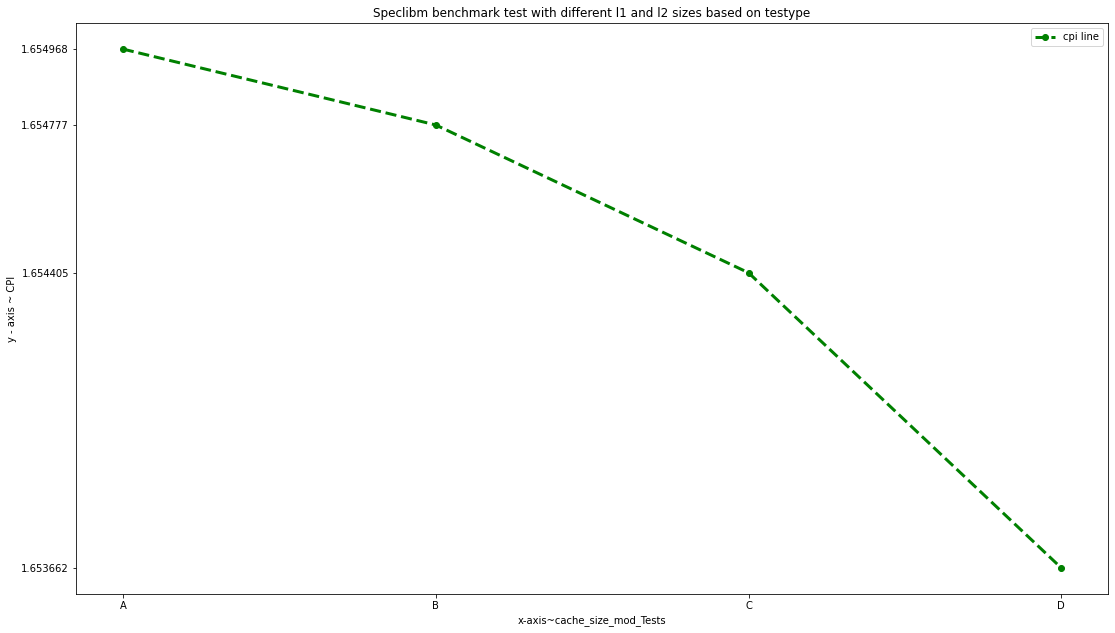 Speclibm benchmark test with different l1 and l2 sizes based on testype
cpi line
1.654968
1.654777
1.654405
1.653662
y - axis ~ CPI
A
B
C
D
x-axis~cache_size_mod_Tests